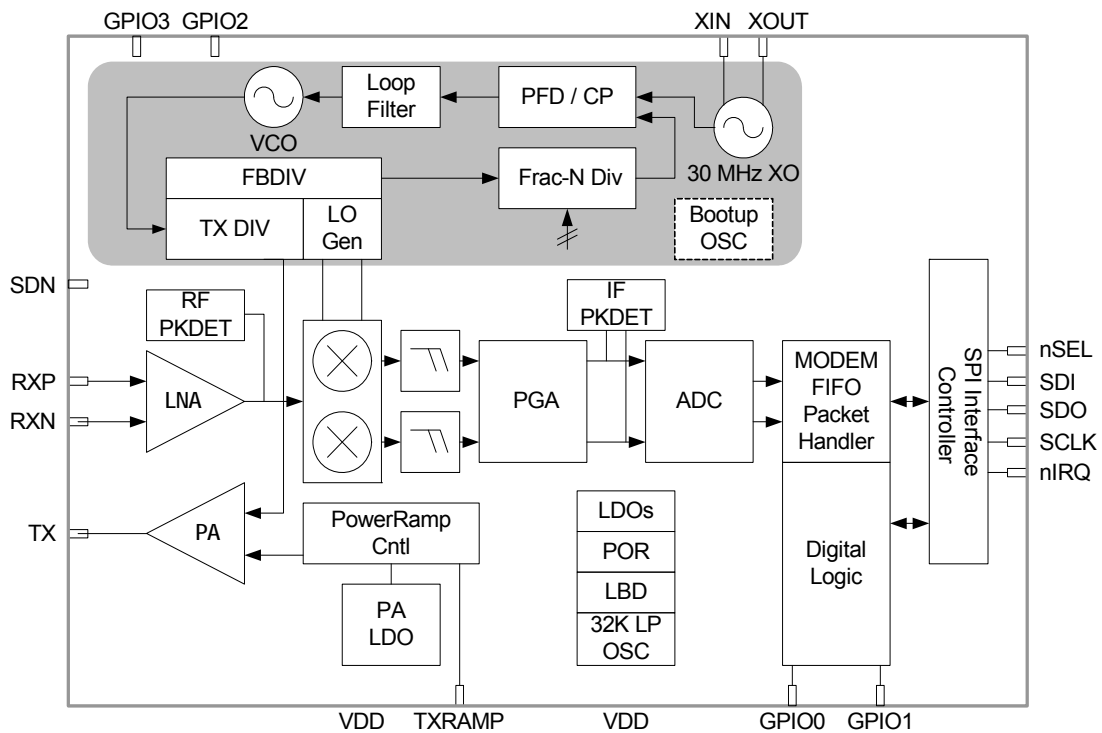 GPIO3 GPIO2
XIN XOUT
Loop
Filter
PFD / CP
VCO
30 MHz XO
FBDIV
Frac-N Div
TX DIV
LO
Gen
Bootup
OSC
SDN
RF
PKDET
IF
PKDET
RXP
RXN
LNA
PGA
ADC
MODEM
FIFO
Packet
Handler
SPI Interface
Controller
nSEL
SDI
SDO
SCLK
nIRQ
TX
PA
PowerRamp
Cntl
PA
LDO
LDOs
POR
LBD
32K LP
OSC
Digital
Logic
VDD TXRAMP VDD GPIO0 GPIO1